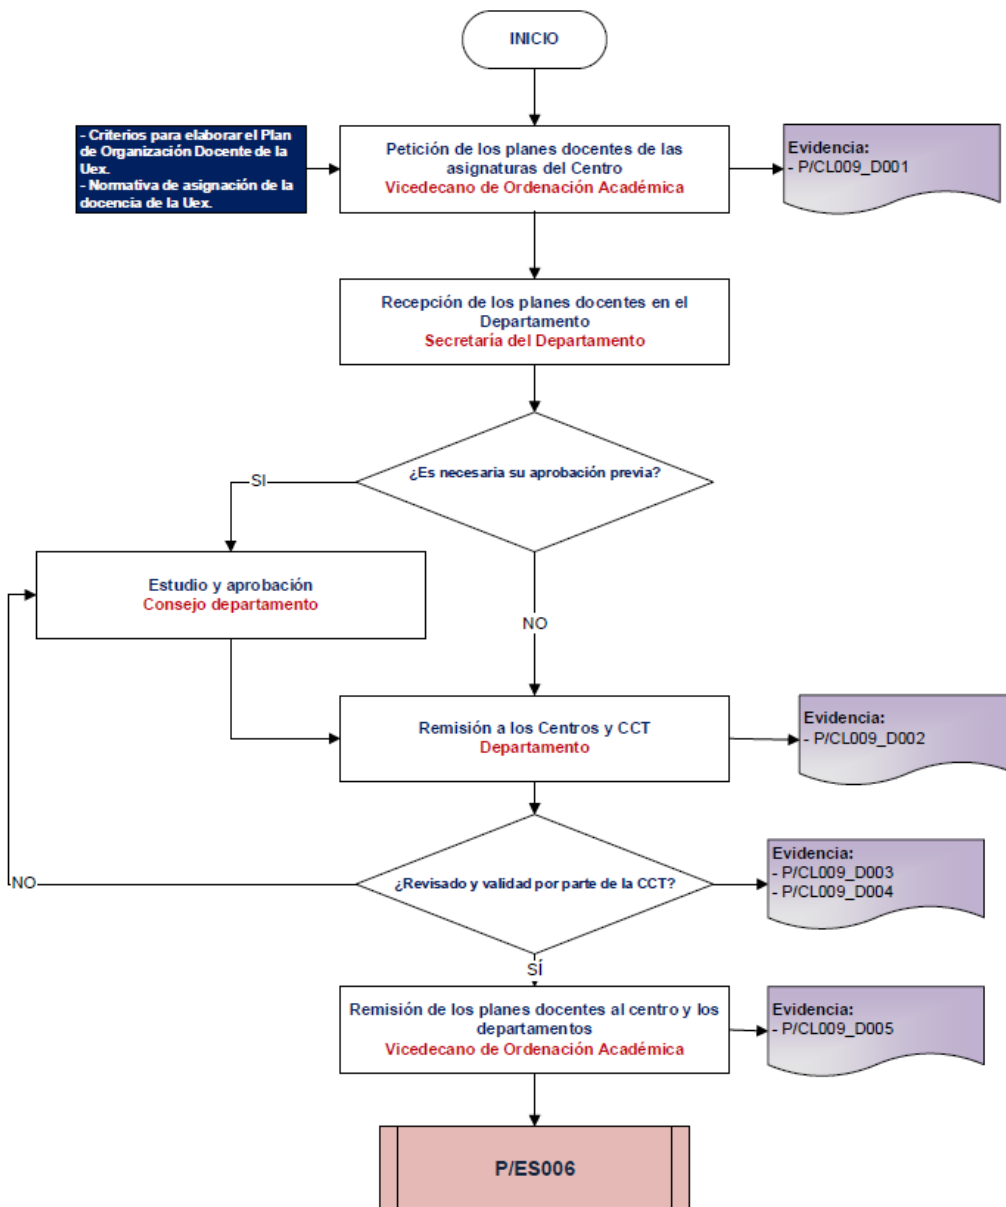 INICIO
- Criterios para elaborar el Plan
de Organización Docente de la
Uex.
- Normativa de asignación de la
docencia de la Uex.
Petición de los planes docentes de las
asignaturas del Centro
Vicedecano de Ordenación Académica
Evidencia:
- P/CL009_D001
Recepción de los planes docentes en el
Departamento
Secretaría del Departamento
¿Es necesaria su aprobación previa?
SI
Estudio y aprobación
Consejo departamento
NO
Remisión a los Centros y CCT
Departamento
Evidencia:
- P/CL009_D002
¿Revisado y validad por parte de la CCT?
NO
Evidencia:
- P/CL009_D003
- P/CL009_D004
SÍ
Remisión de los planes docentes al centro y los
departamentos
Vicedecano de Ordenación Académica
Evidencia:
- P/CL009_D005
P/ES006